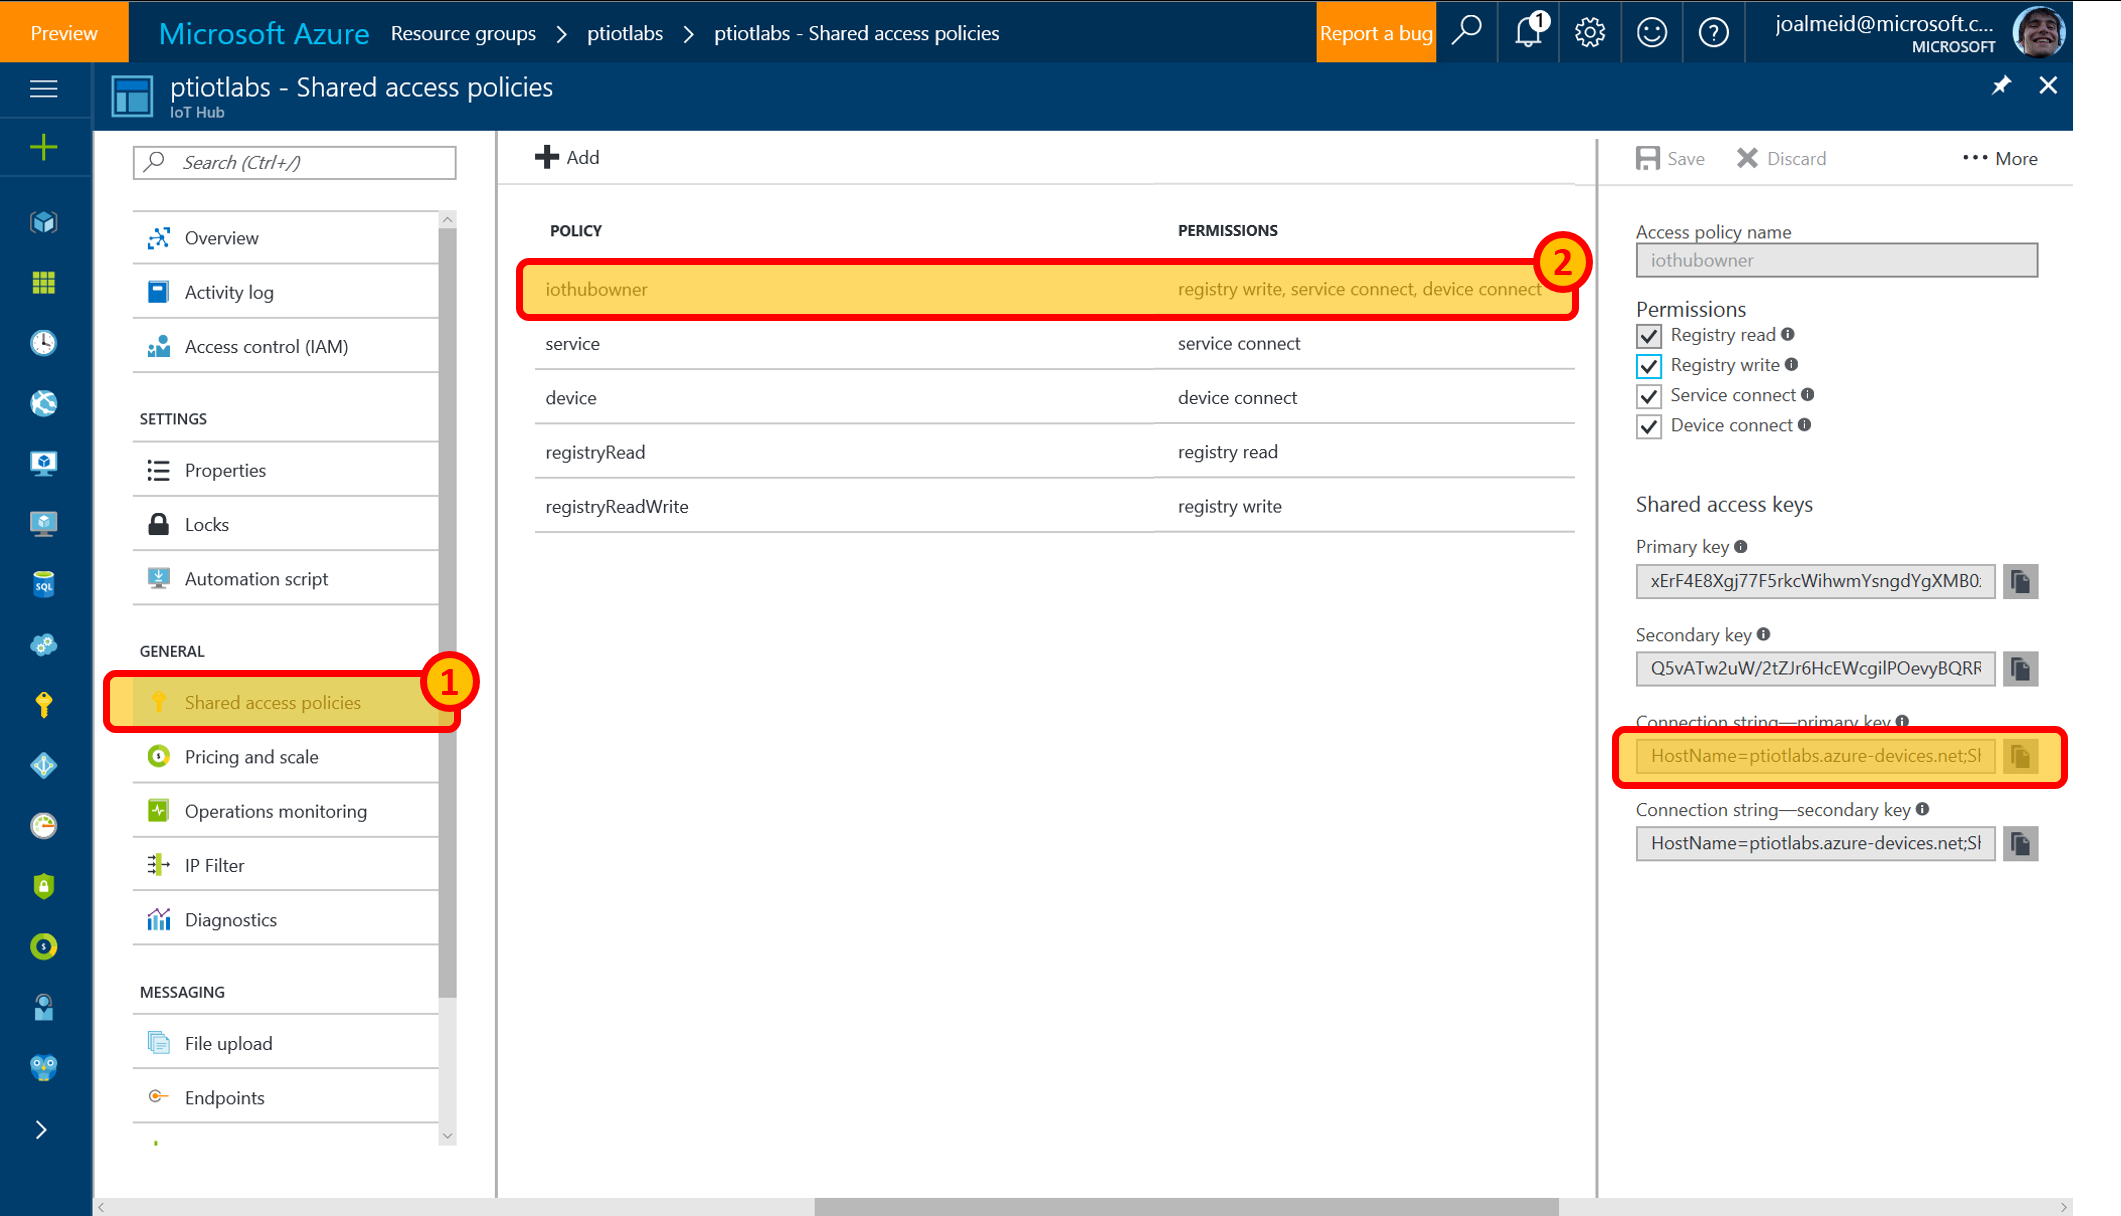 Preview
Microsoft Azure Resource groups > ptiotlabs > ptiotlabs - Shared access policies
Report a bug
1
joalmeid@microsoft.c...
MICROSOFT
ptiotlabs - Shared access policies
IoT Hub
Search (Ctrl+/)
Overview
Activity log
Access control (IAM)
SETTINGS
Properties
Locks
Automation script
GENERAL
Shared access policies
1
Pricing and scale
Operations monitoring
IP Filter
Diagnostics
MESSAGING
File upload
Endpoints
SQL
Add
POLICY PERMISSIONS
2
iothubowner registry write, service connect, device connect
service service connect
device device connect
registryRead registry read
registryReadWrite registry write
Save Discard ... More
Access policy name
iothubowner
Permissions
Registry read
Registry write
Service connect
Device connect
Shared access keys
Primary key
xErF4E8Xgj77F5rkcWihwmYsngdYgXMB0
Secondary key
Q5vATw2uW/2tZJr6HcEWcgilPOevyBQRR
Connection string—primary key
HostName=ptiotlabs.azure-devices.net;Sh
Connection string—secondary key
HostName=ptiotlabs.azure-devices.net;Sh